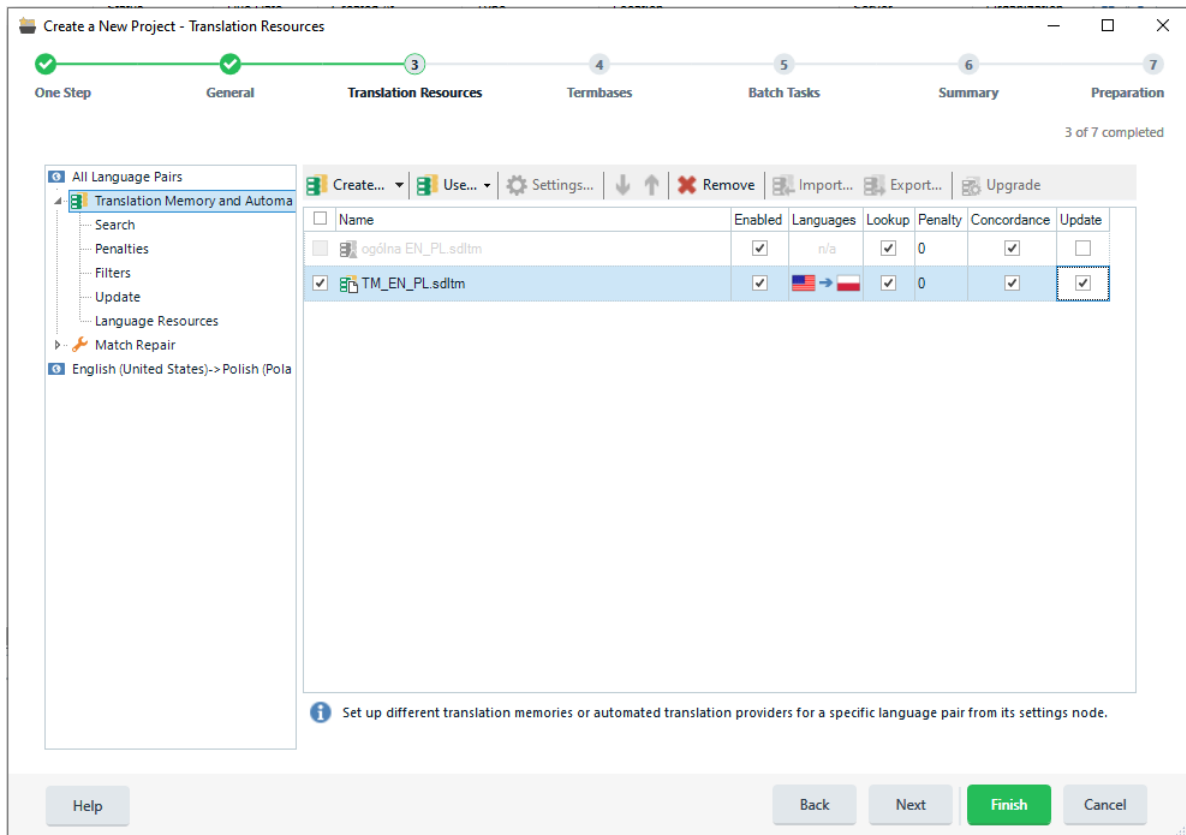 Create a New Project - Translation Resources
3 4 5 6 7
One Step General Translation Resources Termbases Batch Tasks Summary Preparation
3 of 7 completed
All Language Pairs
Translation Memory and Automa
Search
Penalties
Filters
Update
Language Resources
Match Repair
English (United States)->Polish (Pola
Create... Use... Settings... Remove Import... Export... Upgrade
Name Enabled Languages Lookup Penalty Concordance Update
ogólna EN_PL.sdltm n/a 0
TM_EN_PL.sdltm 0
Set up different translation memories or automated translation providers for a specific language pair from its settings node.
Help Back Next Finish Cancel